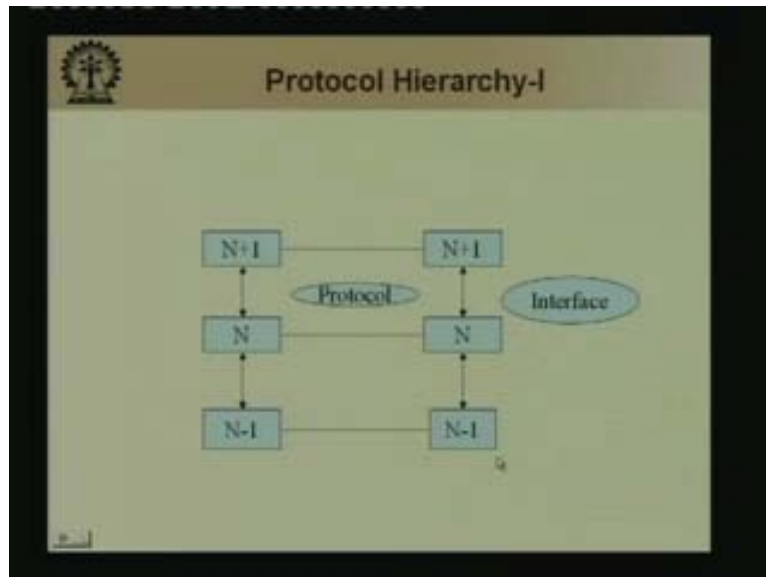 Protocol Hierarchy-I
N+1 N+1
Protocol Interface
N N
N-1 N-1